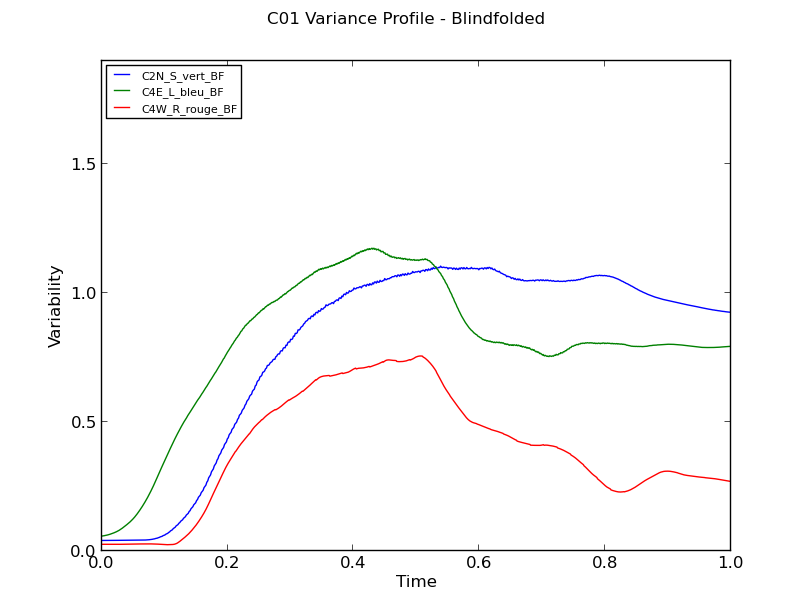 C01 Variance Profile - Blindfolded
C2N_S_vert_BF
C4E_L_bleu_BF
C4W_R_rouge_BF
1.5
1.0
0.5
0.0
Variability
0.0 0.2 0.4 0.6 0.8 1.0
Time